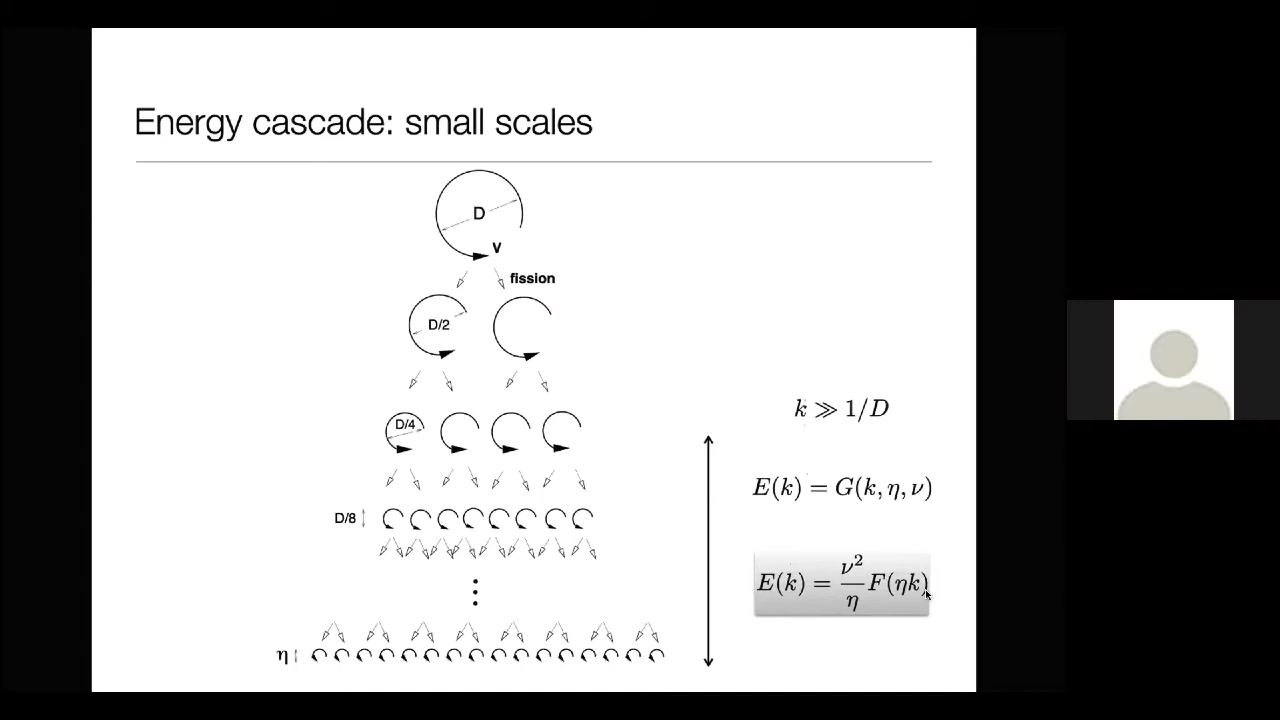 Energy cascade: small scales
D
v
fission
D/2
D/4
k ≫ 1/D
E(k) = G(k, η, ν)
D/8
E(k) = ν²/η F(ηk)
⋮
η